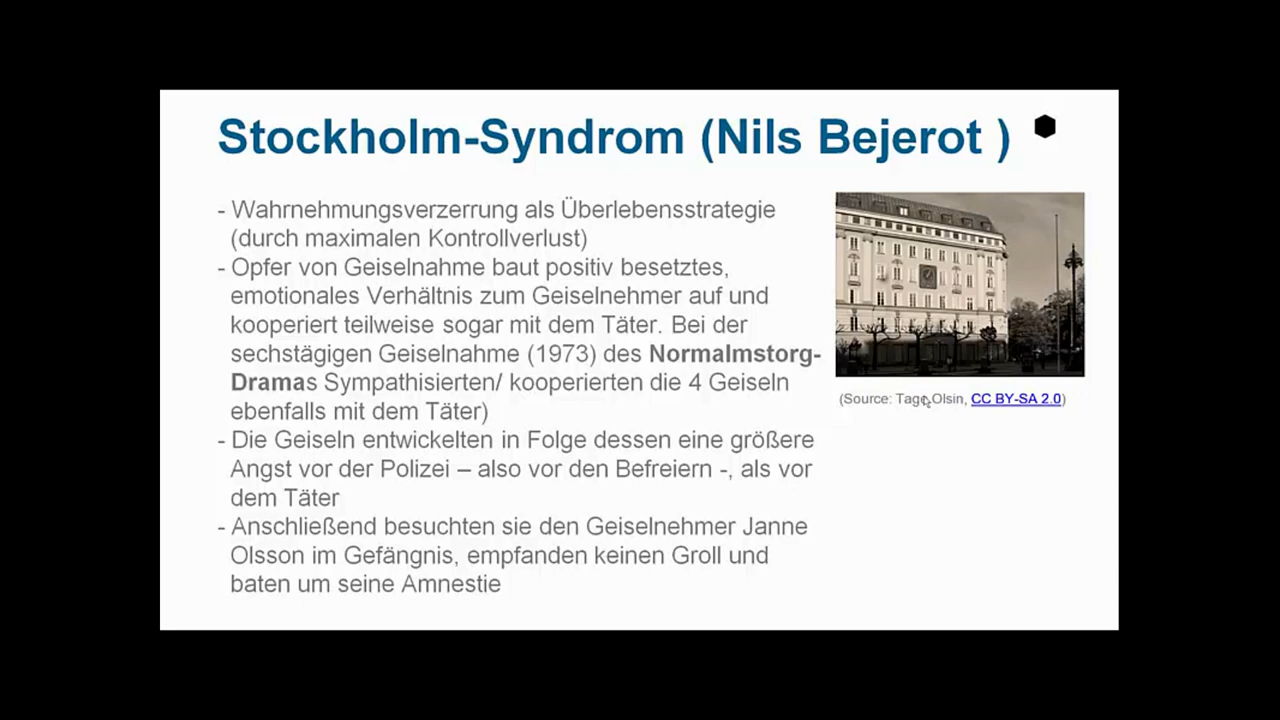 Stockholm-Syndrom (Nils Bejerot )
- Wahrnehmungsverzerrung als Überlebensstrategie
(durch maximalen Kontrollverlust)
- Opfer von Geiselnahme baut positiv besetztes,
emotionales Verhältnis zum Geiselnehmer auf und
kooperiert teilweise sogar mit dem Täter. Bei der
sechstägigen Geiselnahme (1973) des Normalmstorg-
Dramas Sympathisierten/ kooperierten die 4 Geiseln
ebenfalls mit dem Täter)
- Die Geiseln entwickelten in Folge dessen eine größere
Angst vor der Polizei – also vor den Befreiern -, als vor
dem Täter
- Anschließend besuchten sie den Geiselnehmer Janne
Olsson im Gefängnis, empfanden keinen Groll und
baten um seine Amnestie
(Source: Olsin, CC BY-SA 2.0)